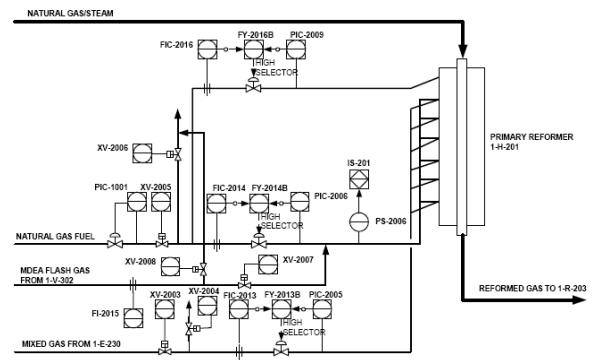 NATURAL GAS/STEAM
FIC-2016
FY-2016B
PIC-2009
HIGH
SELECTOR
PRIMARY REFORMER
1-H-201
XV-2006
IS-201
PIC-1001
XV-2005
FIC-2014
FY-2014B
PIC-2006
HIGH
SELECTOR
PS-2006
NATURAL GAS FUEL
XV-2008
XV-2007
MDEA FLASH GAS
FROM 1-V-302
REFORMED GAS TO 1-R-203
XV-2003
XV-2004
FIC-2013
FY-2013B
PIC-2005
FI-2015
HIGH
SELECTOR
MIXED GAS FROM 1-E-230